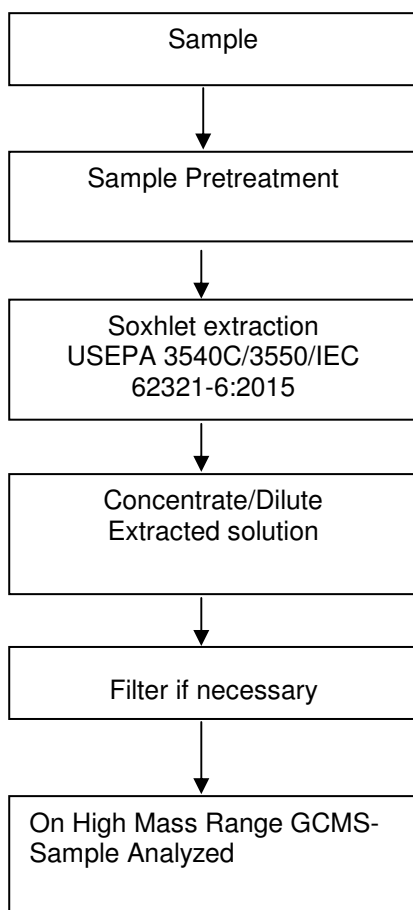 Sample
Sample Pretreatment
Soxhlet extraction
USEPA 3540C/3550/IEC
62321-6:2015
Concentrate/Dilute
Extracted solution
Filter if necessary
On High Mass Range GCMS-
Sample Analyzed